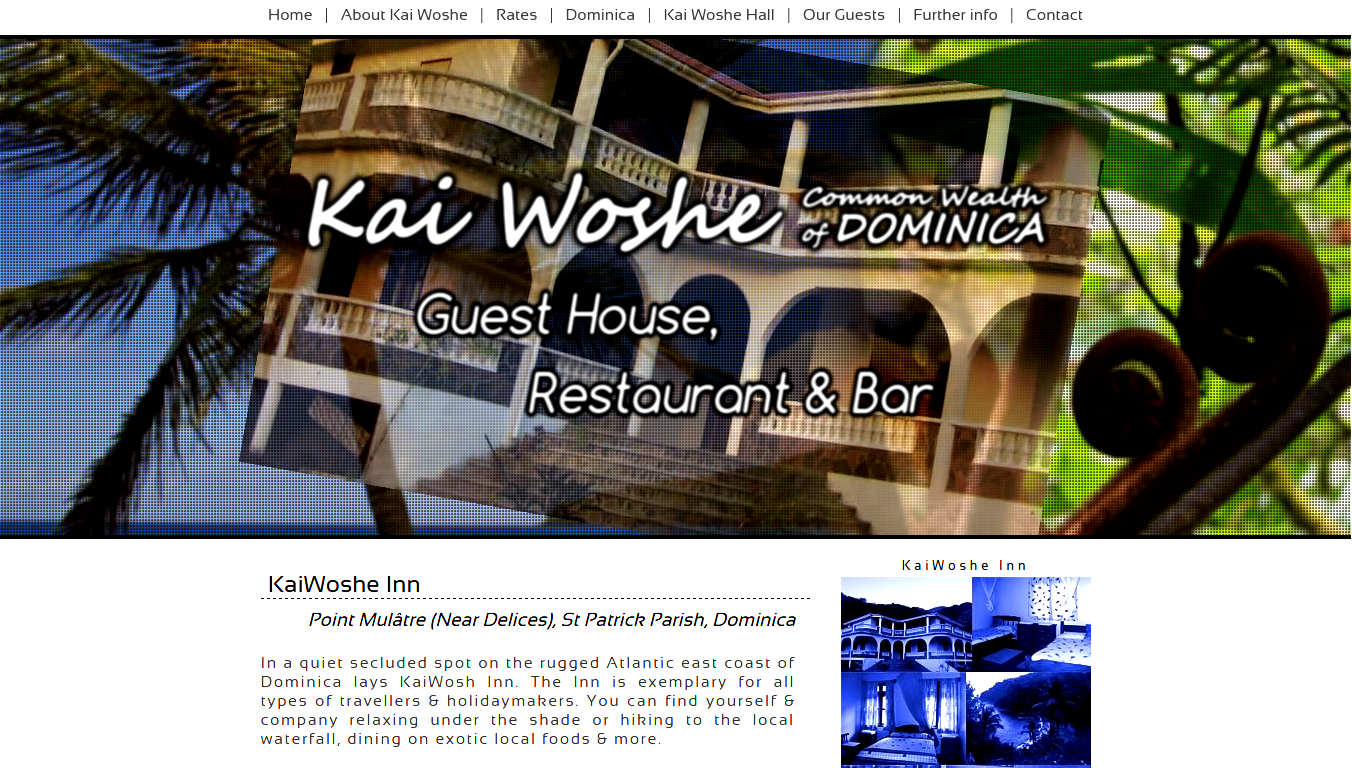 Home | About Kai Woshe | Rates | Dominica | Kai Woshe Hall | Our Guests | Further info | Contact
Kai Woshe Common Wealth
of DOMINICA
Guest House,
Restaurant & Bar
KaiWoshe Inn
Point Mulâtre (Near Delices), St Patrick Parish, Dominica
In a quiet secluded spot on the rugged Atlantic east coast of
Dominica lays KaiWosh Inn. The Inn is exemplary for all
types of travellers & holidaymakers. You can find yourself &
company relaxing under the shade or hiking to the local
waterfall, dining on exotic local foods & more.
KaiWoshe Inn